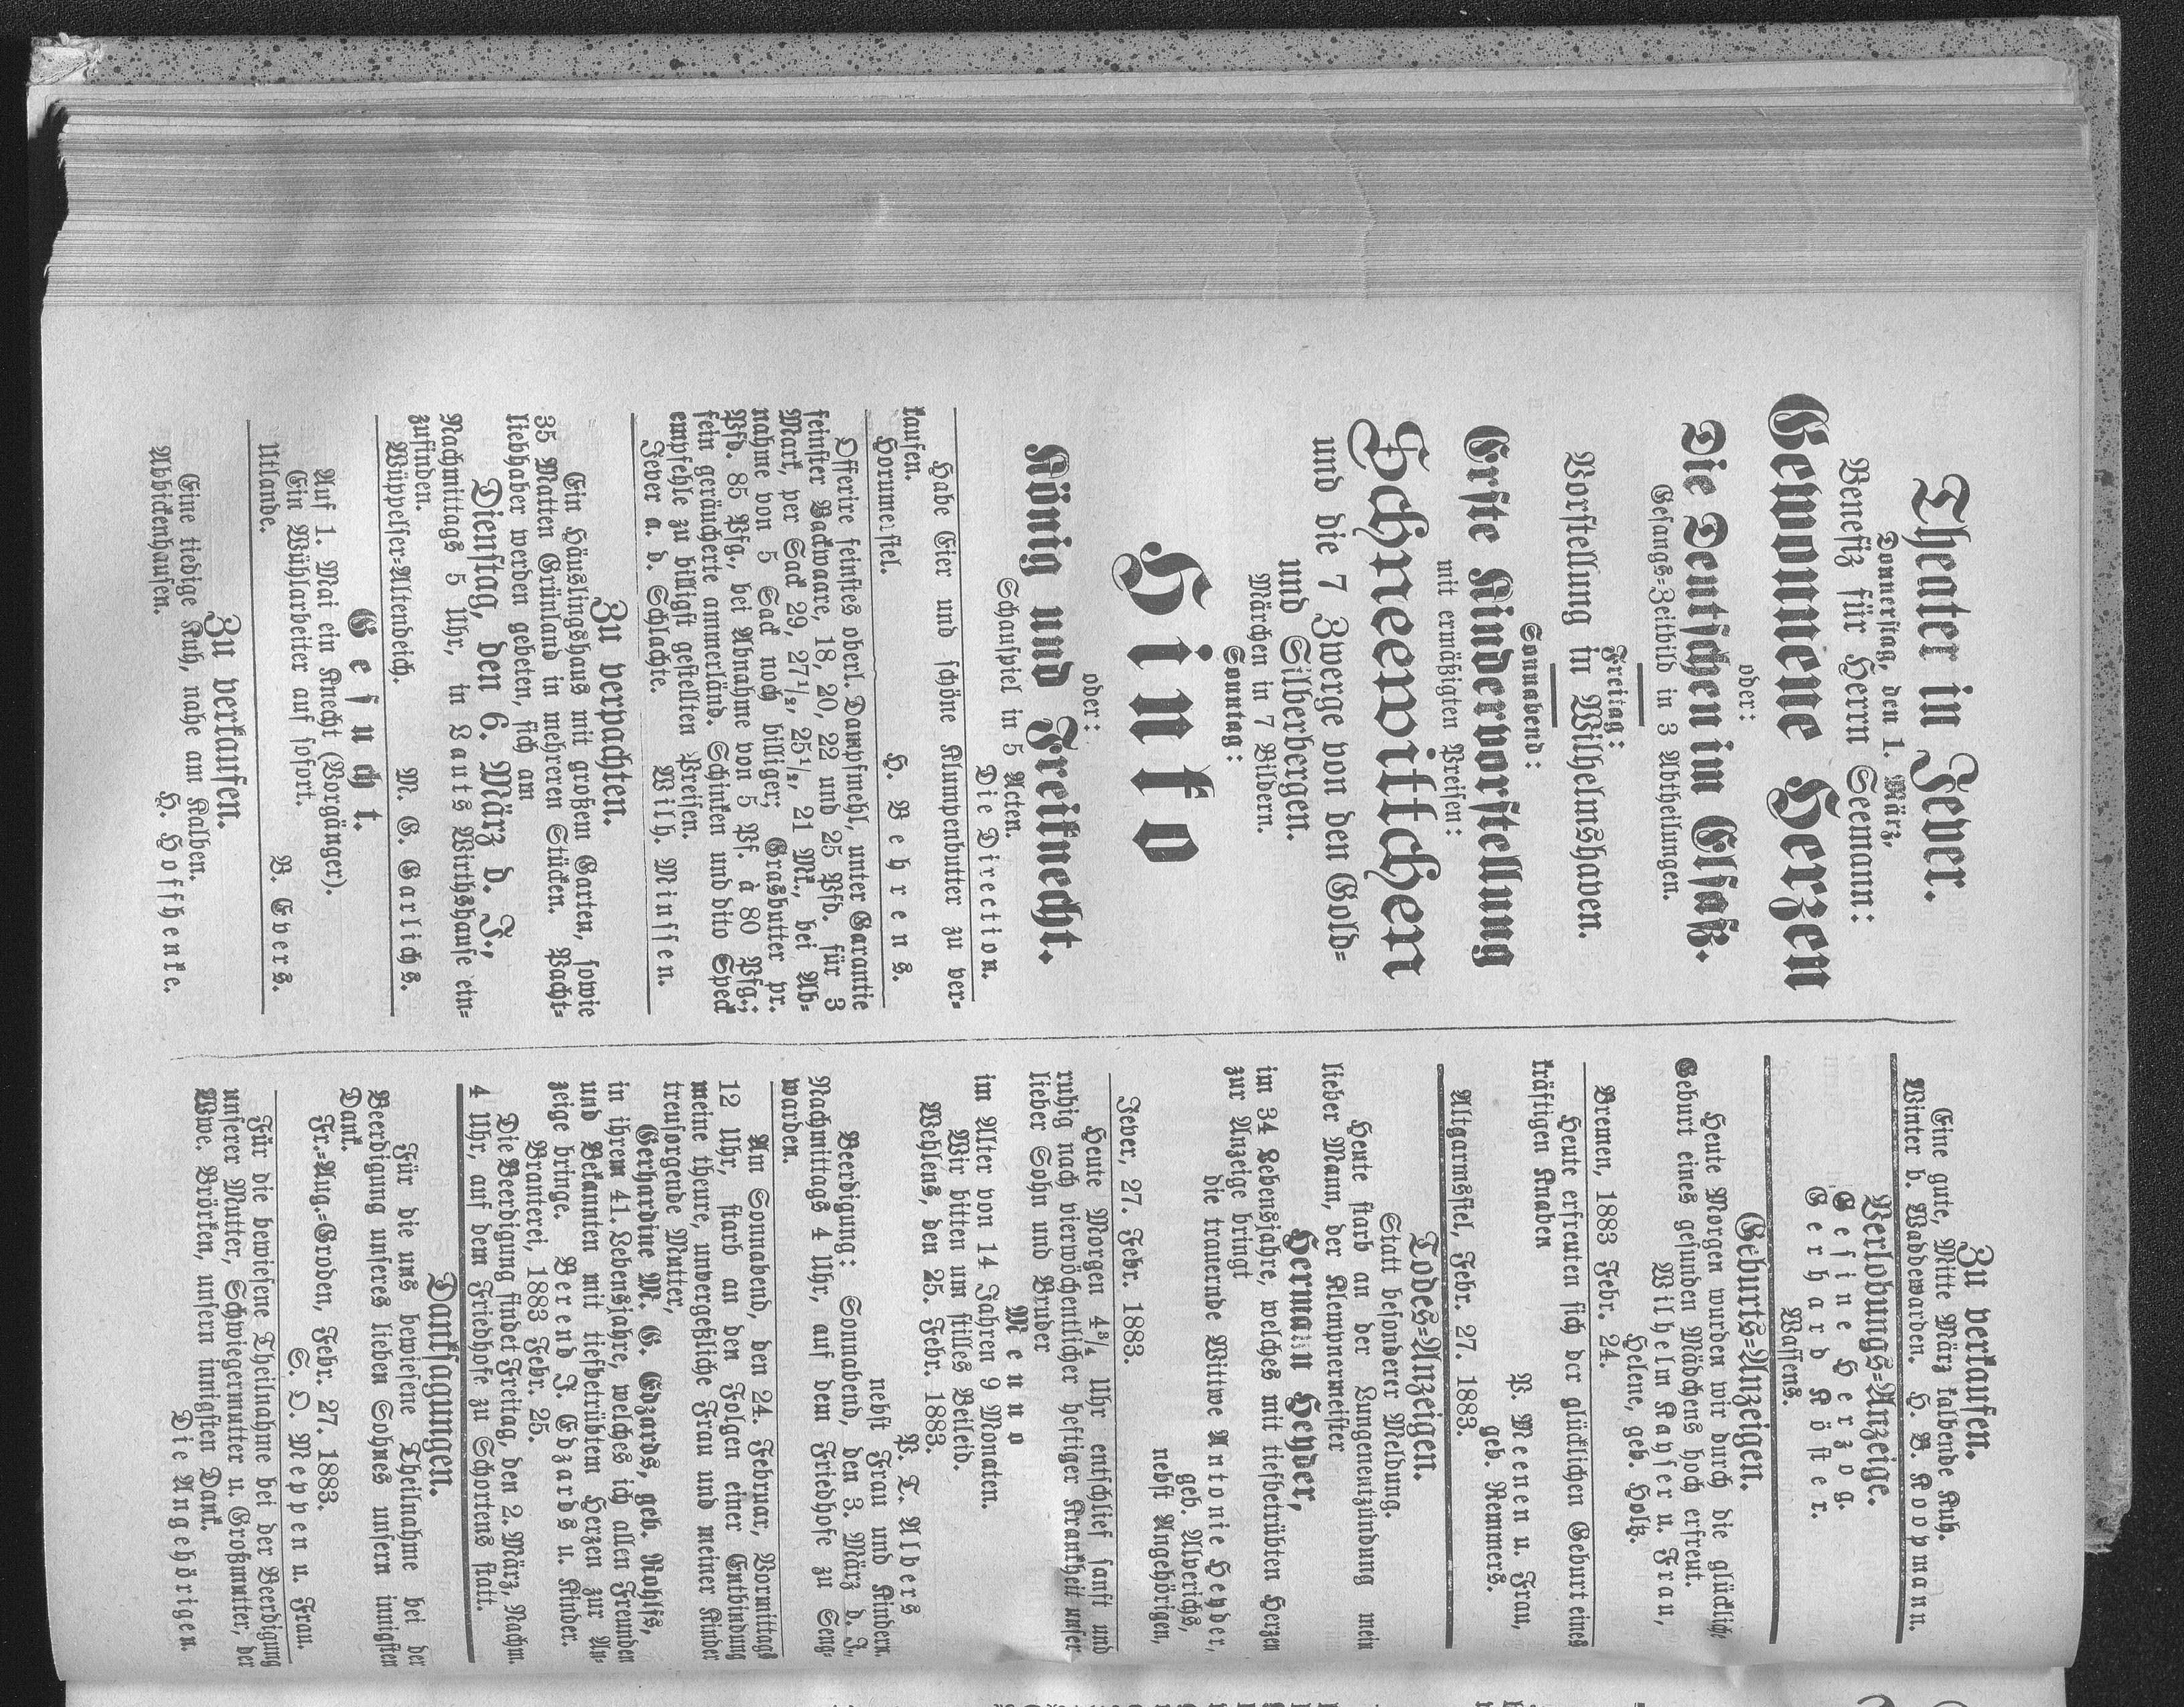 Theater in Jever.
Donnerstag, den 1. März,
Benefiz für Herrn Seemann:
Gewonnene Herzen
oder:
Die Deutschen im Elsaß.
Gesangs-Zeitbild in 3 Abtheilungen.
Freitag:
Vorstellung in Wilhelmshaven.
Sonnabend:
Erste Kindervorstellung
mit ermäßigten Preisen:
Schneewittchen
und die 7 Zwerge von den Gold-
und Silberbergen.
Märchen in 7 Bildern.
Sonntag:
Hinko
oder:
König und Freiknecht.
Schauspiel in 5 Acten.
Die Direction.
Habe Eier und schöne Klumpenbutter zu ver-
kaufen.
Horumersiel. H. Behrens.
Offerire feinstes oberl. Dampfmehl, unter Garantie
feinster Backwaare, 18, 20, 22 und 25 Pfd. für 3
Mark, per Sack 29, 27½, 25½, 21 Mk., bei Ab-
nahme von 5 Sack noch billiger; Grasbutter pr.
Pfd. 85 Pfg., bei Abnahme von 5 Pf. à 80 Pfg.;
fein geräucherte ammerländ. Schinken und dito Speck
empfehle zu billigst gestellten Preisen.
Jever a. d. Schlachte. Wilh. Minssen.
Zu verpachten.
Ein Häuslingshaus mit großem Garten, sowie
35 Matten Grünland in mehren Stücken. Pacht-
liebhaber werden gebeten, sich am
Dienstag, den 6. März d. J.,
Nachmittags 5 Uhr, in Lauts Wirthshause ein-
zufinden.
Wüppelser-Altendeich. M. G. Garlichs.
Gesucht.
Auf 1. Mai ein Knecht (Vorgänger).
Ein Mühlarbeiter auf sofort.
Utlande. B. Evers.
Zu verkaufen.
Eine tiedige Kuh, nahe am Kalben.
Abbickenhausen. H. Hoffhenke.
Zu verkaufen.
Eine gute, Mitte März kalbende Kuh.
Winter b. Waddewarden. H. B. Koopmann.
Verlobungs-Anzeige.
Gesine Herzog.
Gerhard Köster.
Wassens.
Geburts-Anzeigen.
Heute Morgen wurden wir durch die glückliche
Geburt eines gesunden Mädchens hoch erfreut.
Wilhelm Kayser u. Frau,
Helene, geb. Holtz.
Bremen, 1883 Febr. 24.
Heute erfreuten sich der glücklichen Geburt eines
kräftigen Knaben
P. Meenen u. Frau,
geb. Remmers.
Altgarmssiel, Febr. 27. 1883.
Todes-Anzeigen.
Statt besonderer Meldung.
Heute starb an der Lungenentzündung mein
lieber Mann, der Klempnermeister
Hermann Heyder,
im 34 Lebensjahre, welches mit tiefbetrübten Herzen
zur Anzeige bringt
die trauernde Wittwe Antonie Heyder,
geb. Alverichs,
nebst Angehörigen,
Jever, 27. Febr. 1883.
Heute Morgen 4¾ Uhr entschlief sanft und
ruhig nach vierwöchentlicher heftiger Krankheit unser
lieber Sohn und Bruder
Menno
im Alter von 14 Jahren 9 Monaten.
Wir bitten um stilles Beileid.
Wehlens, den 25. Febr. 1883.
P. T. Albers
nebst Frau und Kindern.
Beerdigung: Sonnabend, den 3. März d. J,
Nachmittags 4 Uhr, auf dem Friedhofe zu Seng-
warden.
Am Sonnabend, den 24. Februar, Vormittags
12 Uhr, starb an den Folgen einer Entbindung
meine theure, unvergeßliche Frau und meiner Kinder
treusorgende Mutter,
Gerhardine M. C. Ehzards, geb. Rohlfs,
in ihrem 41. Lebensjahre, welches ich allen Freunden
und Bekannten mit tiefbetrübtem Herzen zur An-
zeige bringe. Berend J. Ehzards u. Kinder.
Branterei, 1883 Febr. 25.
Die Beerdigung findet Freitag, den 2. März, Nachm.
4 Uhr, auf dem Friedhofe zu Schortens statt.
Danksagungen.
Für die uns bewiesene Theilnahme bei der
Beerdigung unseres lieben Sohnes unsern innigsten
Dank.
Fr.-Aug.-Groden, Febr. 27. 1883.
S. O. Meppen u. Frau.
Für die bewiesene Theilnahme bei der Beerdigung
unserer Mutter, Schwiegermutter u. Großmutter, der
Wwe. Brörken, unsern innigsten Dank.
Die Angehörigen.